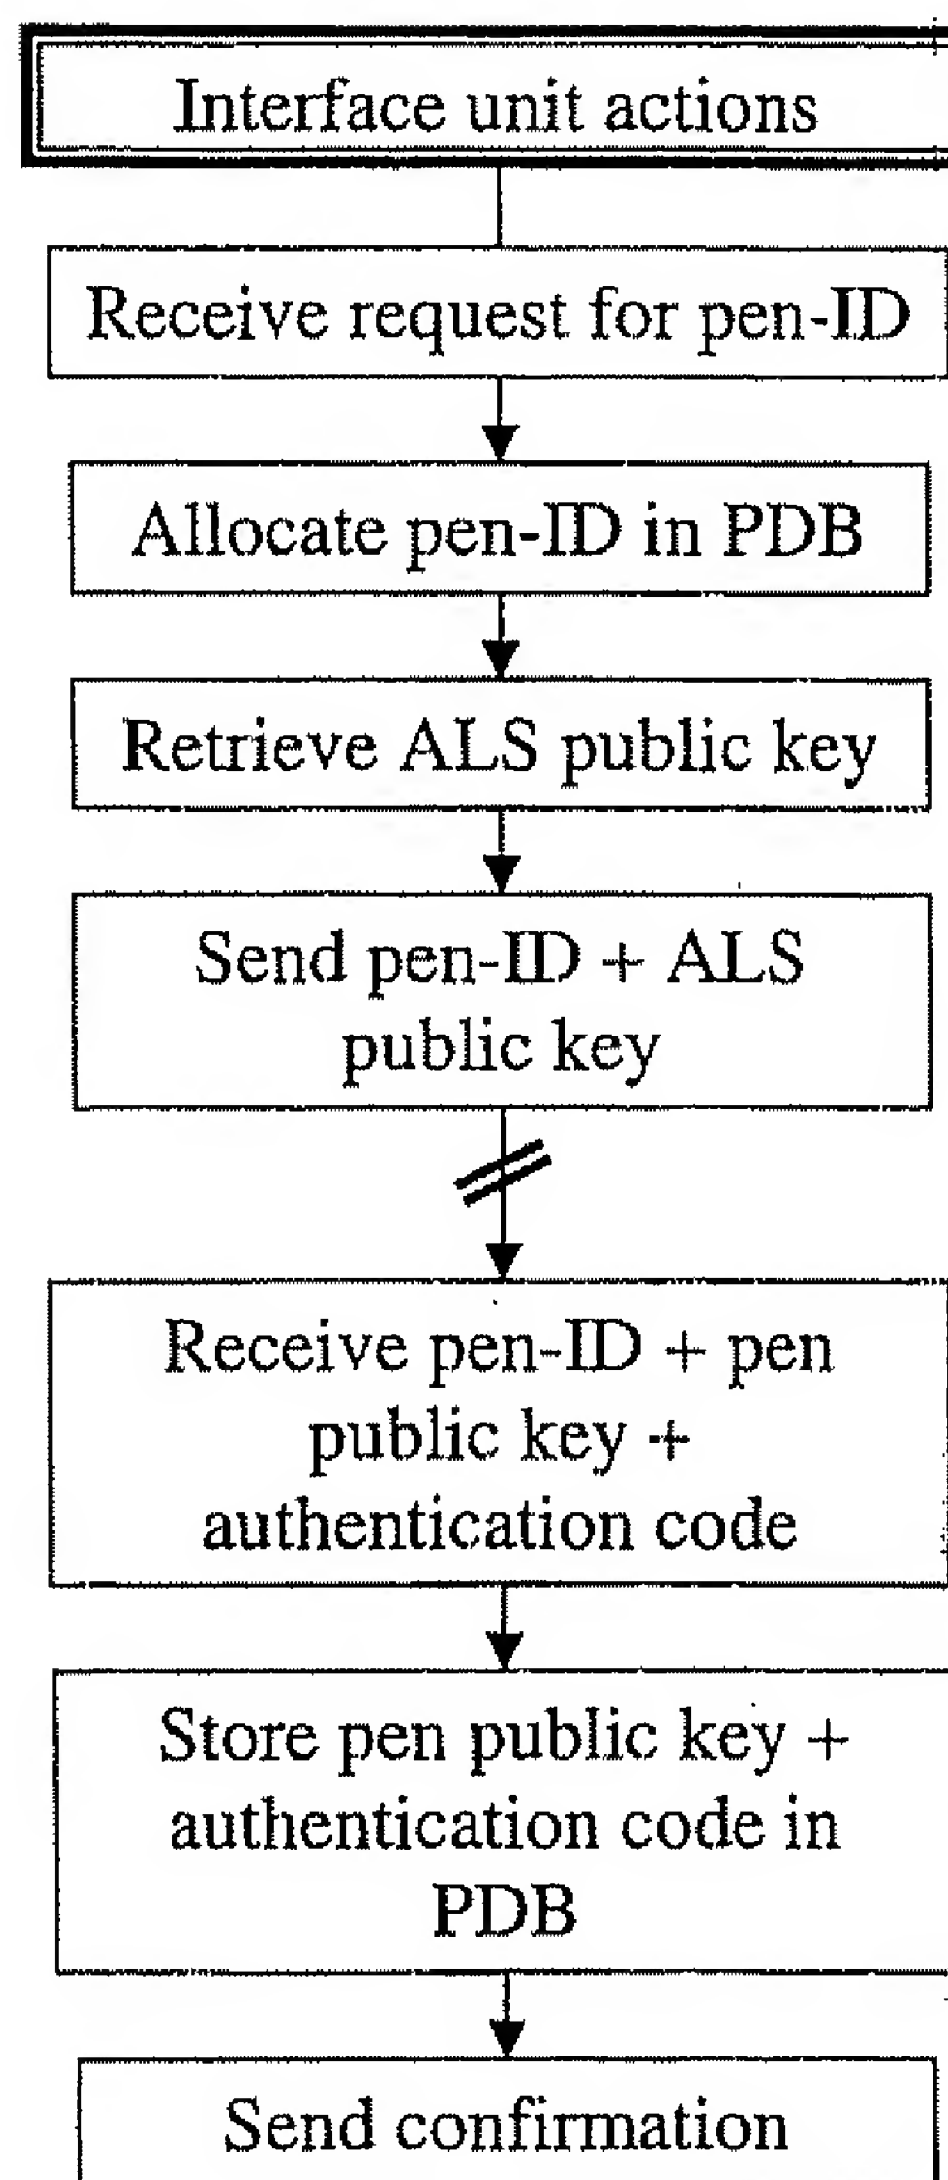 Interface unit actions
Receive request for pen-ID
Allocate pen-ID in PDB
Retrieve ALS public key
Send pen-ID + ALS
public key
Receive pen-ID + pen
public key +
authentication code
Store pen public key +
authentication code in
PDB
Send confirmation